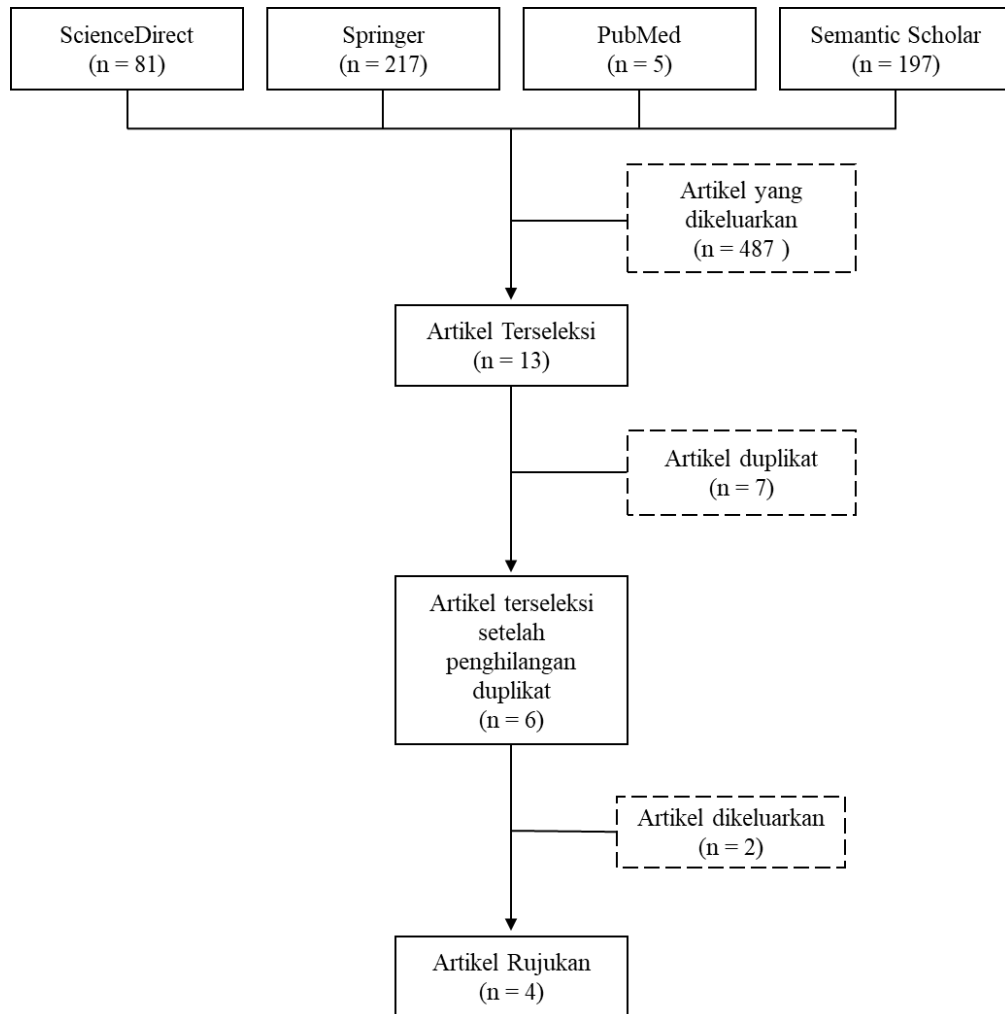 ScienceDirect
(n = 81)
Springer
(n = 217)
PubMed
(n = 5)
Semantic Scholar
(n = 197)
Artikel yang
dikeluarkan
(n = 487 )
Artikel Terseleksi
(n = 13)
Artikel duplikat
(n = 7)
Artikel terseleksi
setelah
penghilangan
duplikat
(n = 6)
Artikel dikeluarkan
(n = 2)
Artikel Rujukan
(n = 4)